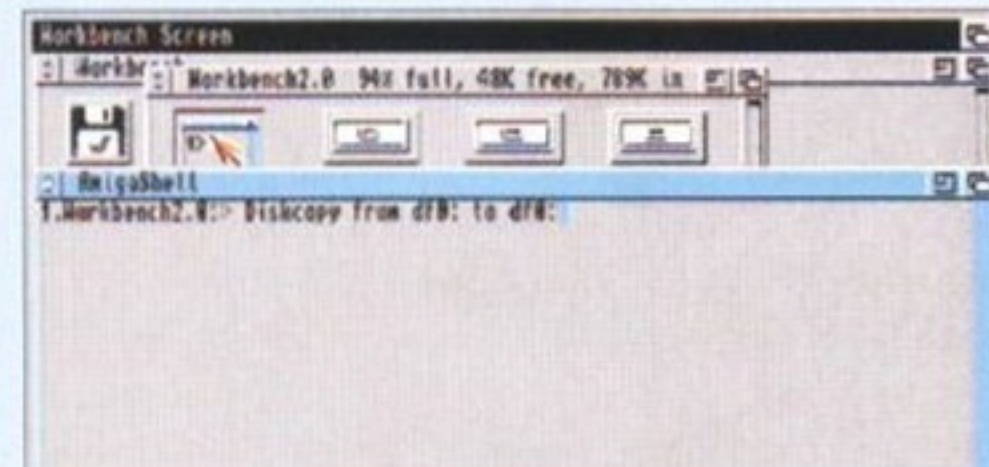 Workbench Screen
Workbe
Workbench2.0 94% full, 48K free, 789K in
AmigaShell
1.Workbench2.0:> Diskcopy from df0: to df0: